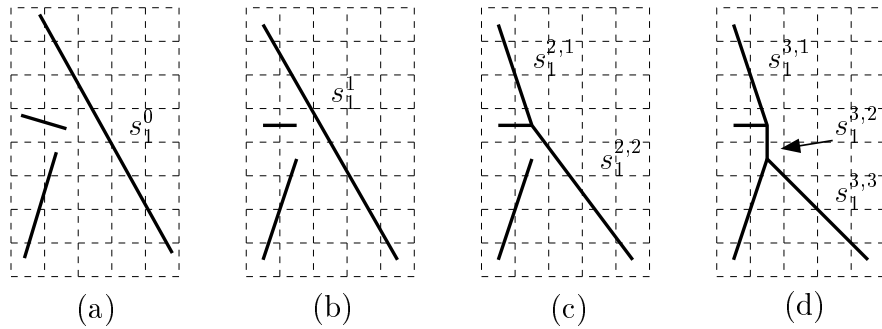 s_1^0
s_1^1
s_1^{2,1}
s_1^{2,2}
s_1^{3,1}
s_1^{3,2}
s_1^{3,3}
(a)
(b)
(c)
(d)